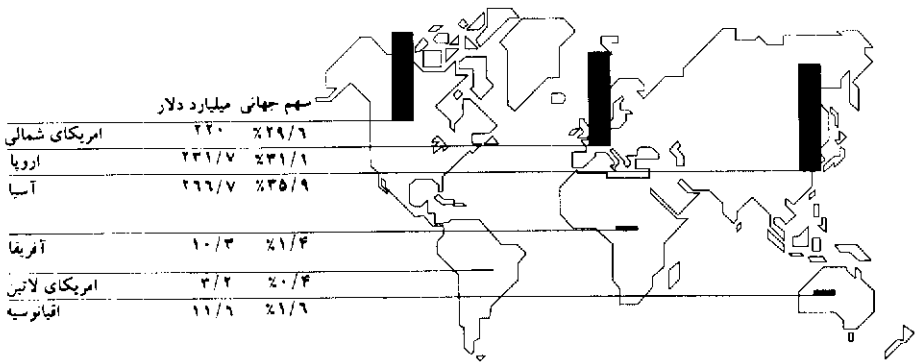 سهم جهانی میلیارد دلار
٪۲۹/۶ ۲۲۰ امریکای شمالی
٪۳۱/۱ ۲۳۱/۷ اروپا
٪۳۵/۹ ۲۶۶/۷ آسیا
٪۱/۴ ۱۰/۳ آفریقا
٪۰/۴ ۳/۲ امریکای لاتین
٪۱/۶ ۱۱/۶ اقیانوسیه